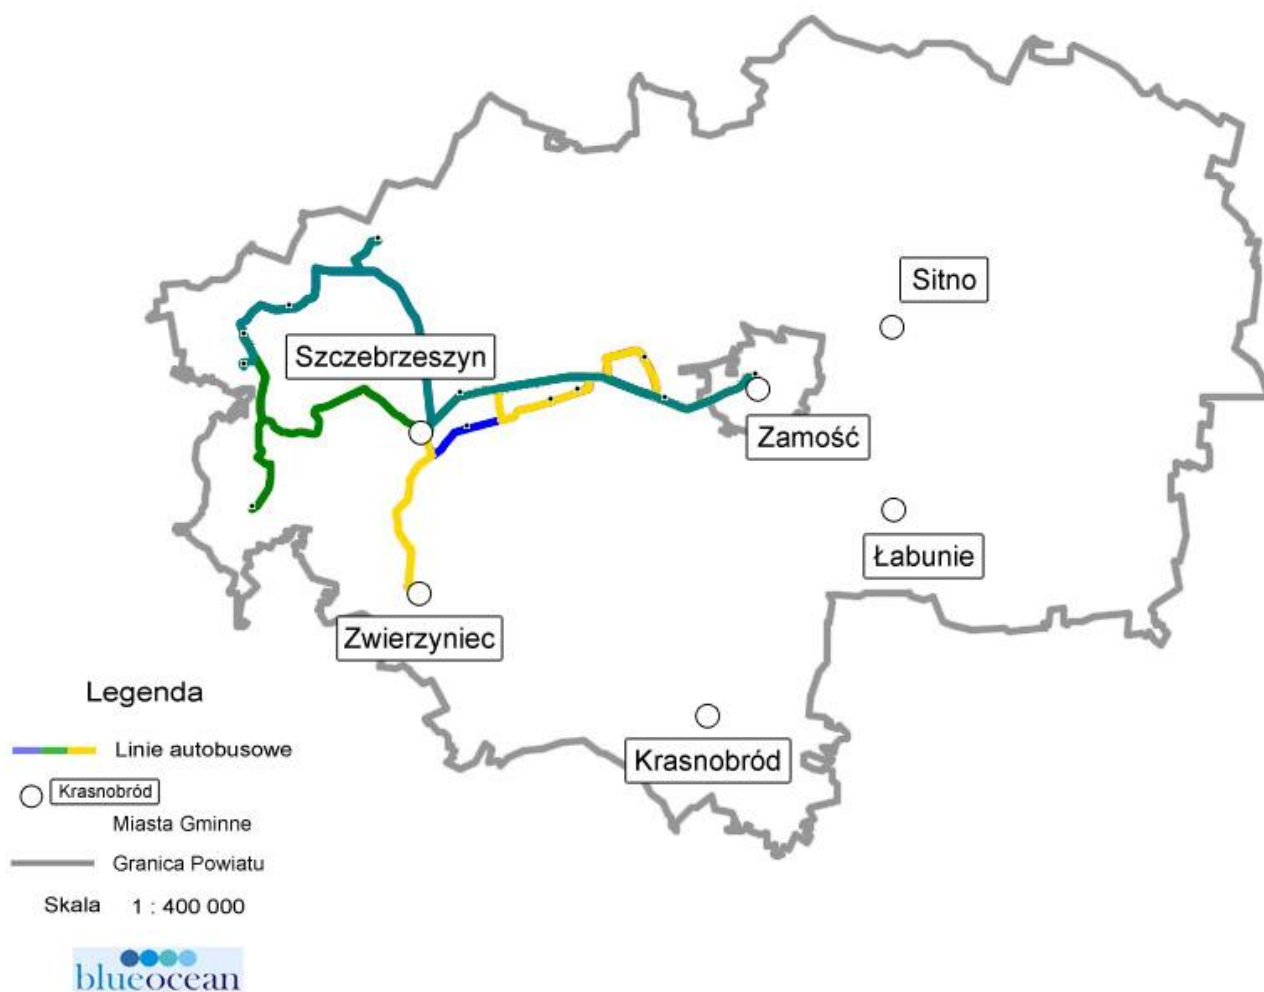 Sitno
Szczebrzeszyn
Zamość
Łabunie
Zwierzyniec
Krasnobród
Legenda
Linie autobusowe
Krasnobród
Miasta Gminne
Granica Powiatu
Skala 1 : 400 000
blueocean